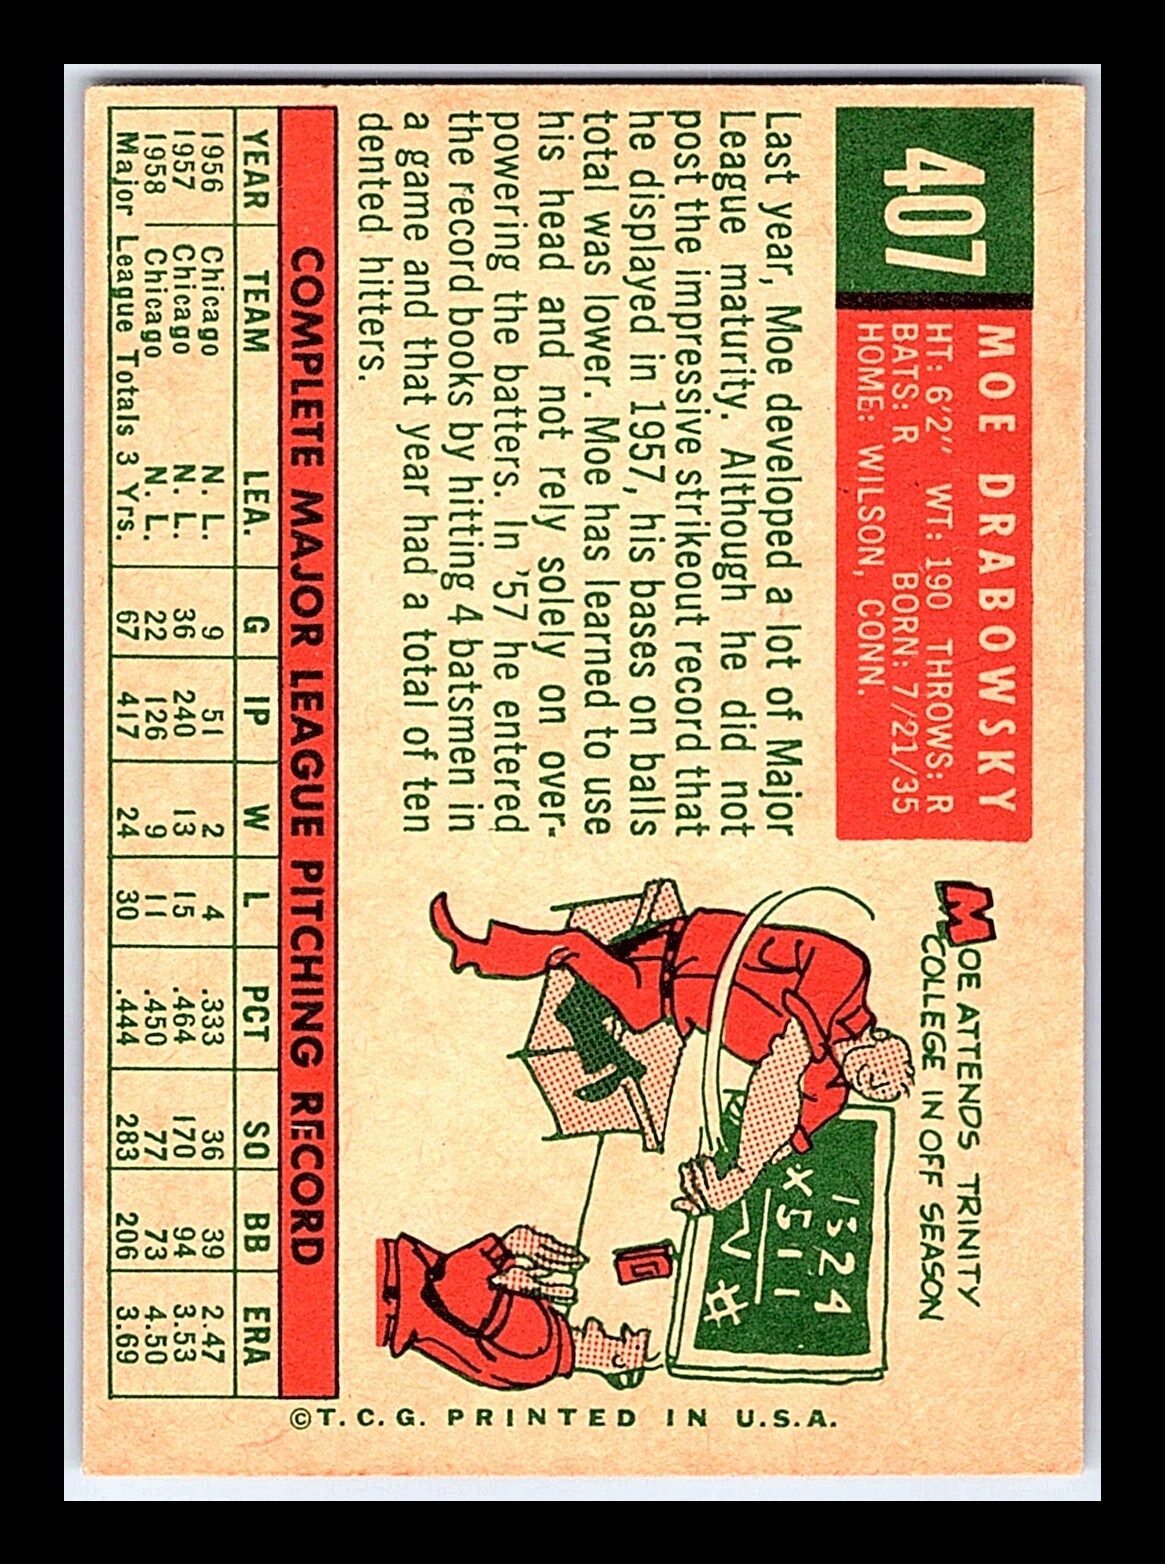 407
MOE DRABOWSKY
HT: 6'2" WT: 190 THROWS: R
BATS: R BORN: 7/21/35
HOME: WILSON, CONN.
Last year, Moe developed a lot of Major
League maturity. Although he did not
post the impressive strikeout record that
he displayed in 1957, his bases on balls
total was lower. Moe has learned to use
his head and not rely solely on over-
powering the batters. In '57 he entered
the record books by hitting 4 batsmen in
a game and that year had a total of ten
dented hitters.
MOE ATTENDS TRINITY
COLLEGE IN OFF SEASON
1324
x511
COMPLETE MAJOR LEAGUE PITCHING RECORD
YEAR TEAM LEA. G IP W L PCT SO BB ERA
1956 Chicago N. L. 9 51 2 4 .333 36 39 2.47
1957 Chicago N. L. 36 240 13 15 .464 170 94 3.53
1958 Chicago N. L. 22 126 9 11 .450 77 73 4.50
Major League Totals 3 Yrs. 67 417 24 30 .444 283 206 3.69
©T.C.G. PRINTED IN U.S.A.